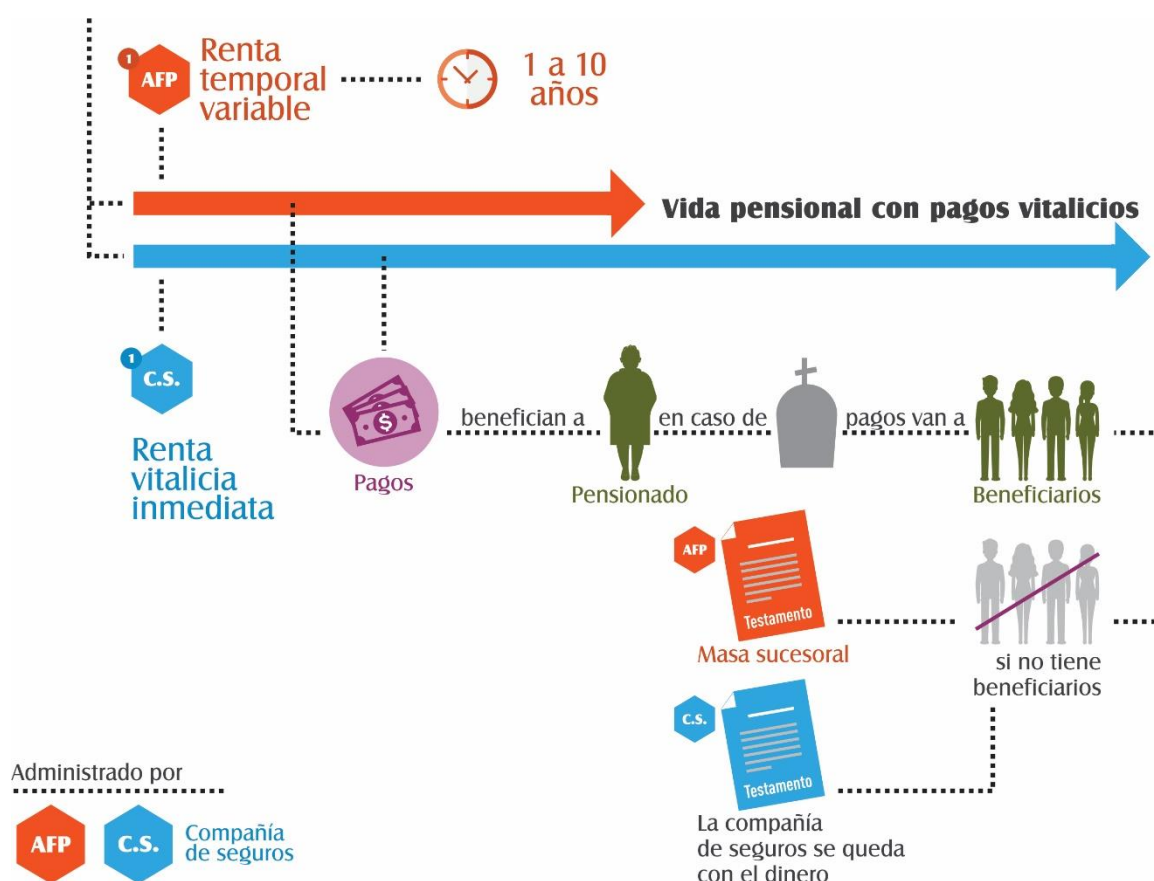 1
AFP
Renta
temporal
variable
1 a 10
años
Vida pensional con pagos vitalicios
1
C.S.
Renta
vitalicia
inmediata
$
Pagos
benefician a
Pensionado
en caso de
pagos van a
Beneficiarios
AFP
Testamento
Masa sucesoral
si no tiene
beneficiarios
C.S.
Testamento
La compañía
de seguros se queda
con el dinero
Administrado por
AFP
C.S.
Compañía
de seguros